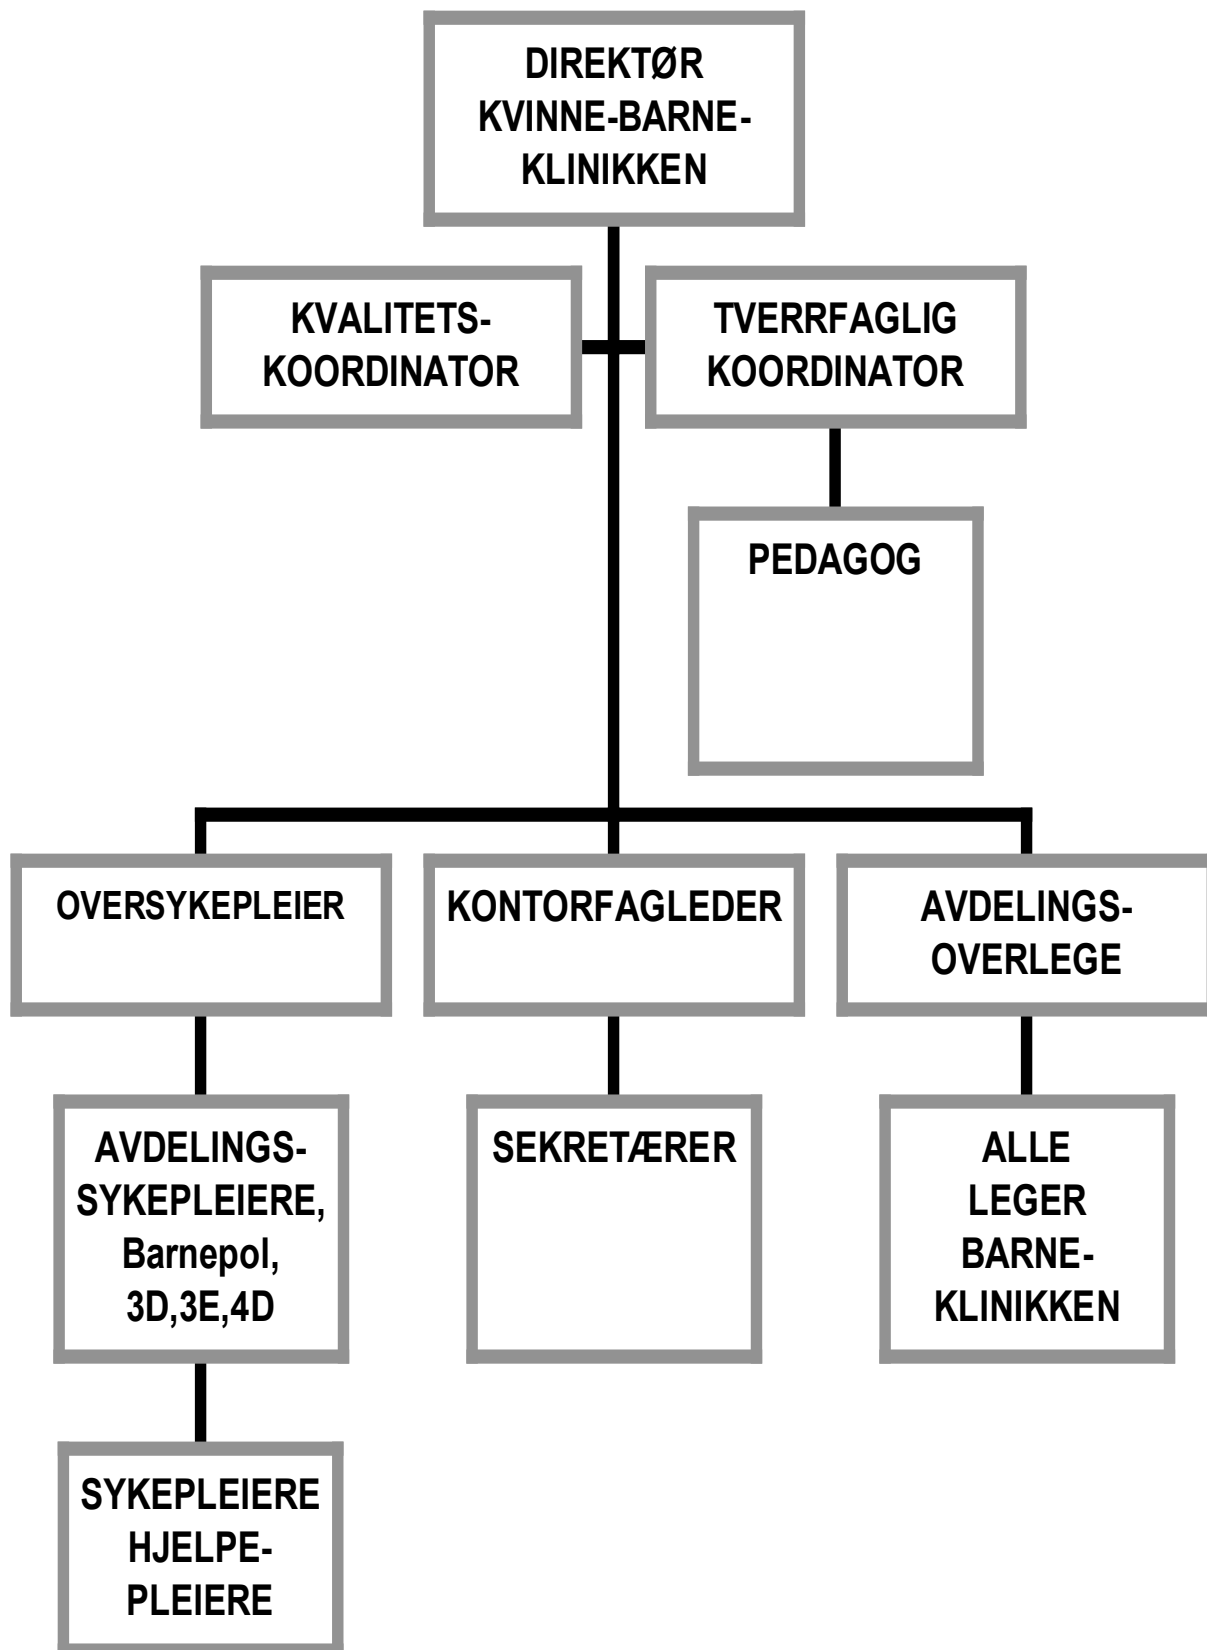 DIREKTØR
KVINNE-BARNE-
KLINIKKEN
KVALITETS-
KOORDINATOR
TVERRFAGLIG
KOORDINATOR
PEDAGOG
OVERSYKEPLEIER
KONTORFAGLEDER
AVDELINGS-
OVERLEGE
AVDELINGS-
SYKEPLEIERE,
Barnepol,
3D,3E,4D
SEKRETÆRER
ALLE
LEGER
BARNE-
KLINIKKEN
SYKEPLEIERE
HJELPE-
PLEIERE